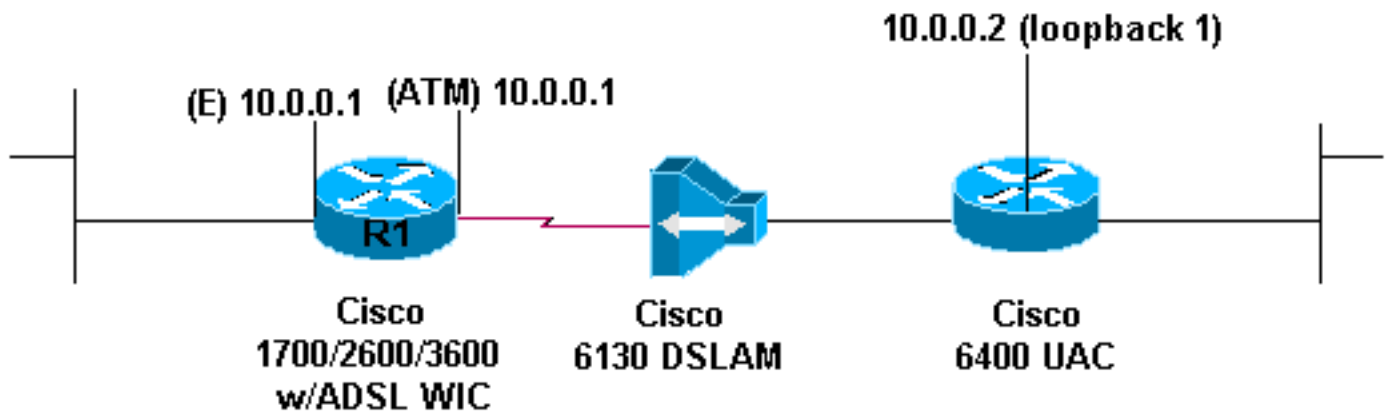 10.0.0.2 (loopback 1)
(E) 10.0.0.1
(ATM) 10.0.0.1
R1
Cisco
1700/2600/3600
w/ADSL WIC
Cisco
6130 DSLAM
Cisco
6400 UAC